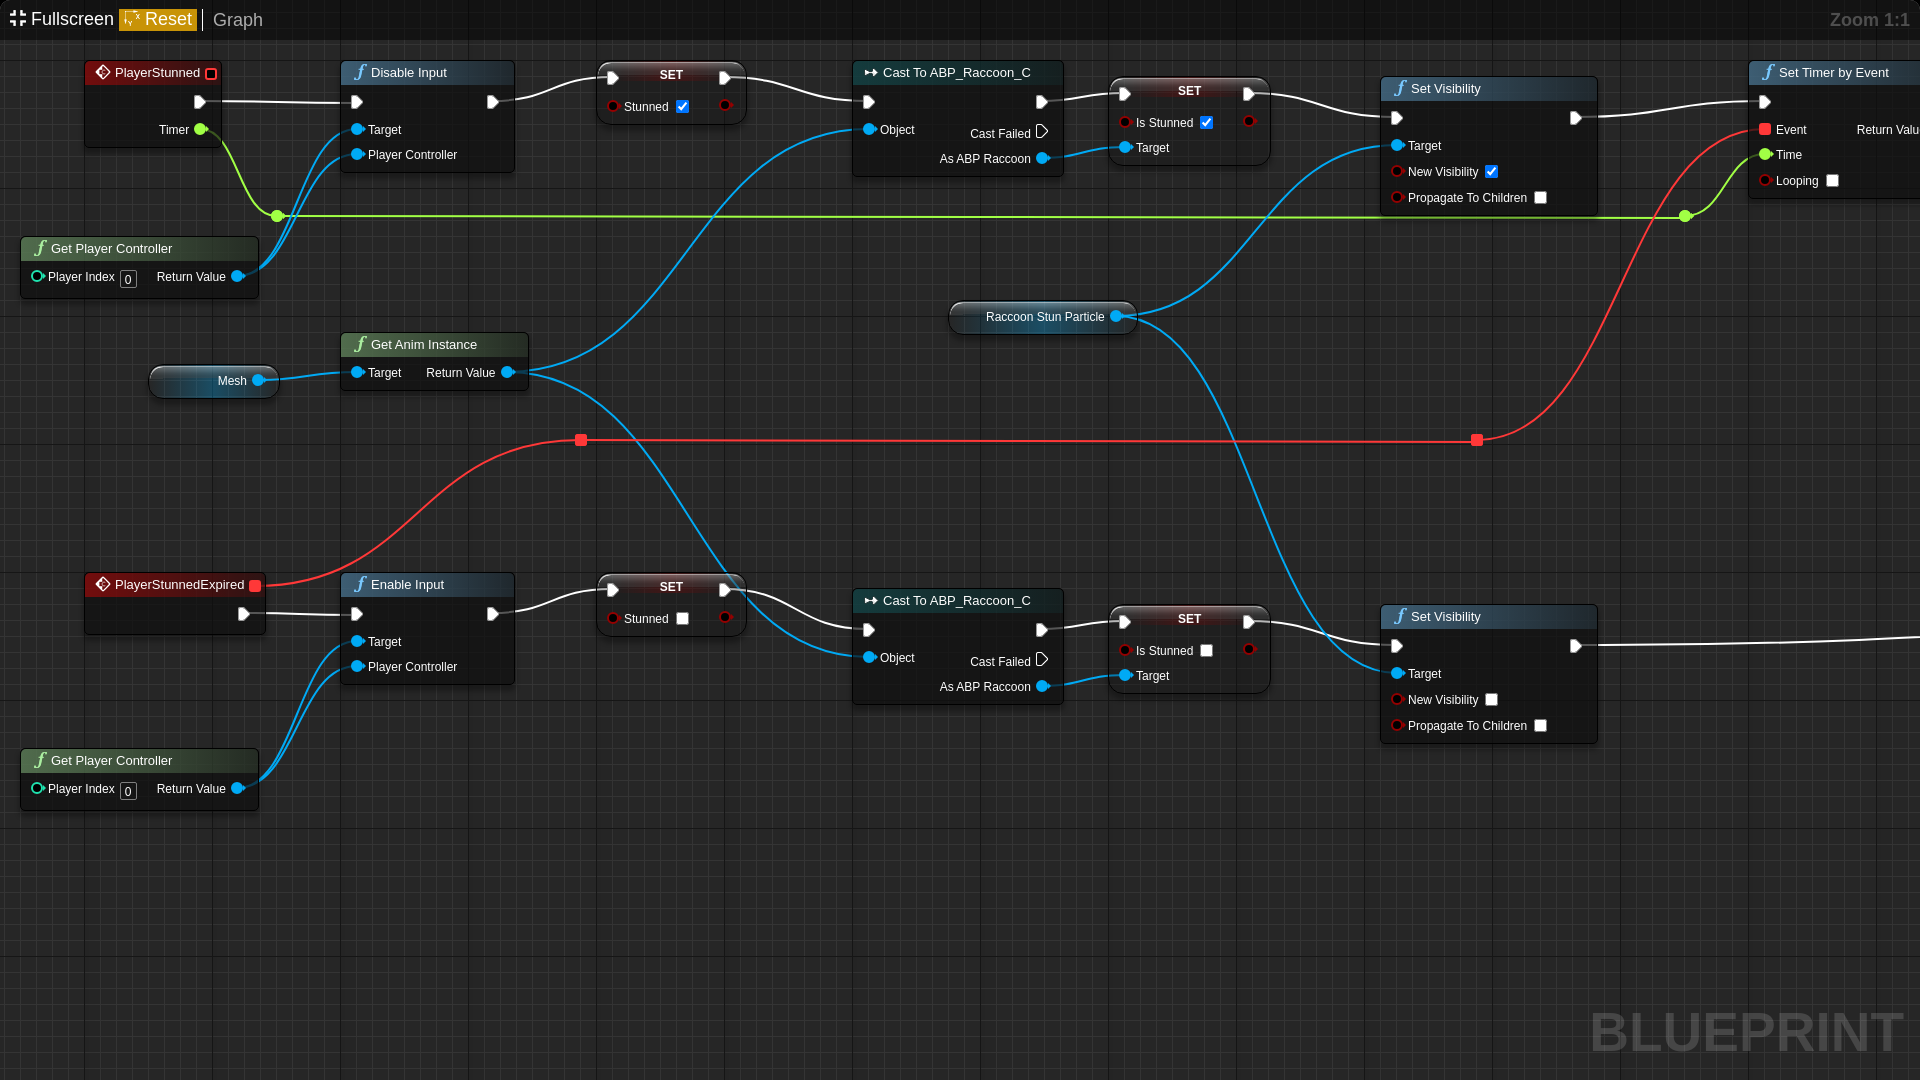 Fullscreen Reset Graph Zoom 1:1
PlayerStunned
Timer
Disable Input
Target
Player Controller
SET
Stunned
Cast To ABP_Raccoon_C
Object
Cast Failed
As ABP Raccoon
SET
Is Stunned
Target
Set Visibility
Target
New Visibility
Propagate To Children
Set Timer by Event
Event Return Valu
Time
Looping
Get Player Controller
Player Index 0 Return Value
Mesh
Get Anim Instance
Target Return Value
Raccoon Stun Particle
PlayerStunnedExpired
Enable Input
Target
Player Controller
SET
Stunned
Cast To ABP_Raccoon_C
Object
Cast Failed
As ABP Raccoon
SET
Is Stunned
Target
Set Visibility
Target
New Visibility
Propagate To Children
Get Player Controller
Player Index 0 Return Value
BLUEPRINT